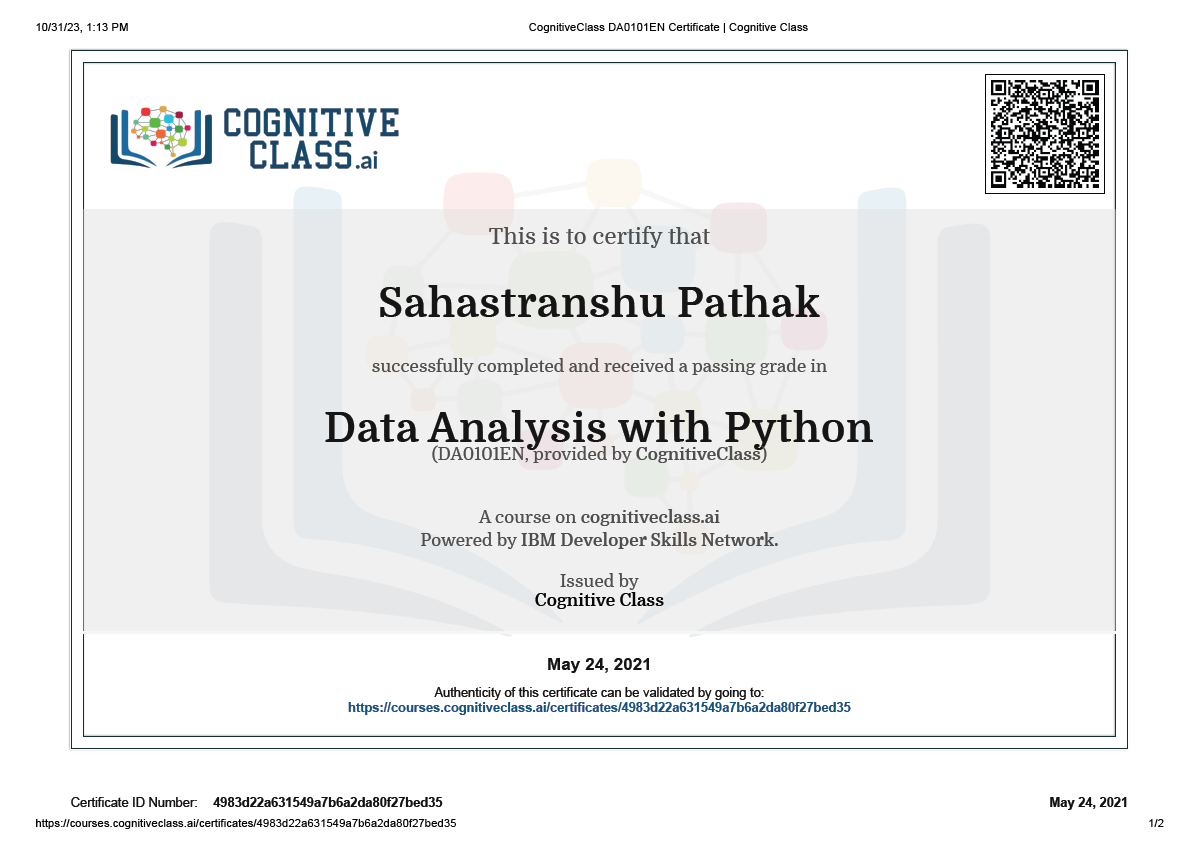 10/31/23, 1:13 PM
CognitiveClass DA0101EN Certificate | Cognitive Class
COGNITIVE
CLASS.ai
This is to certify that
Sahastranshu Pathak
successfully completed and received a passing grade in
Data Analysis with Python
(DA0101EN, provided by CognitiveClass)
A course on cognitiveclass.ai
Powered by IBM Developer Skills Network.
Issued by
Cognitive Class
May 24, 2021
Authenticity of this certificate can be validated by going to:
https://courses.cognitiveclass.ai/certificates/4983d22a631549a7b6a2da80f27bed35
Certificate ID Number: 4983d22a631549a7b6a2da80f27bed35
May 24, 2021
https://courses.cognitiveclass.ai/certificates/4983d22a631549a7b6a2da80f27bed35
1/2